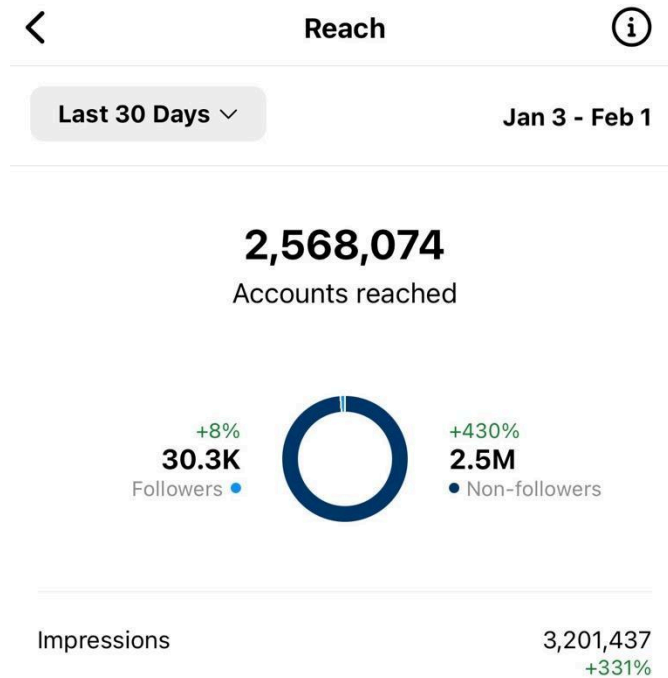 Reach
Last 30 Days
Jan 3 - Feb 1
2,568,074
Accounts reached
+8%
30.3K
Followers
+430%
2.5M
Non-followers
Impressions
3,201,437
+331%